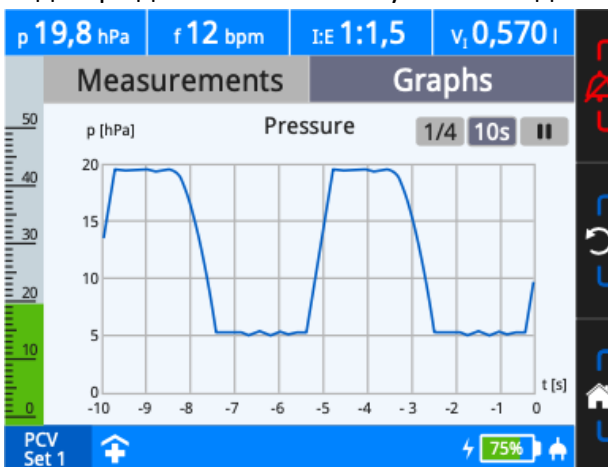 p 19,8 hPa f 12 bpm I:E 1:1,5 VI 0,570 l
Measurements Graphs
p [hPa] Pressure 1/4 10s
50
40
30
20
10
0
20
15
10
5
0
t [s]
-10 -9 -8 -7 -6 -5 -4 -3 -2 -1 0
PCV
Set 1
75%